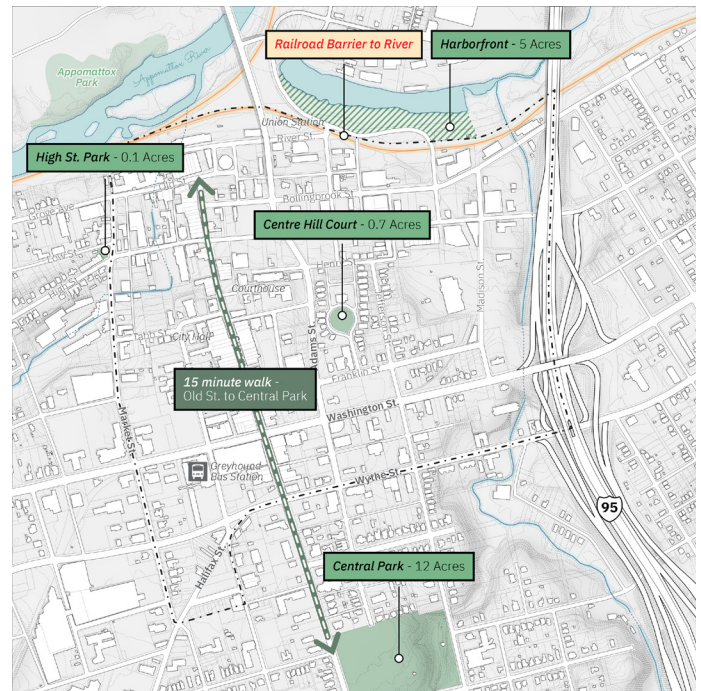 Railroad Barrier to River
Harborfront - 5 Acres
Appomattox
Park
Appomattox River
Union Station
River St.
High St. Park - 0.1 Acres
Bollingbrook
Centre Hill Court - 0.7 Acres
Henry S
Courthouse
Madison St.
City Hall
Adams St.
Franklin St
15 minute walk -
Old St. to Central Park
Washington St.
Market St.
Greyhound
Bus Station
Wythe St.
95
Halifax St.
Central Park - 12 Acres